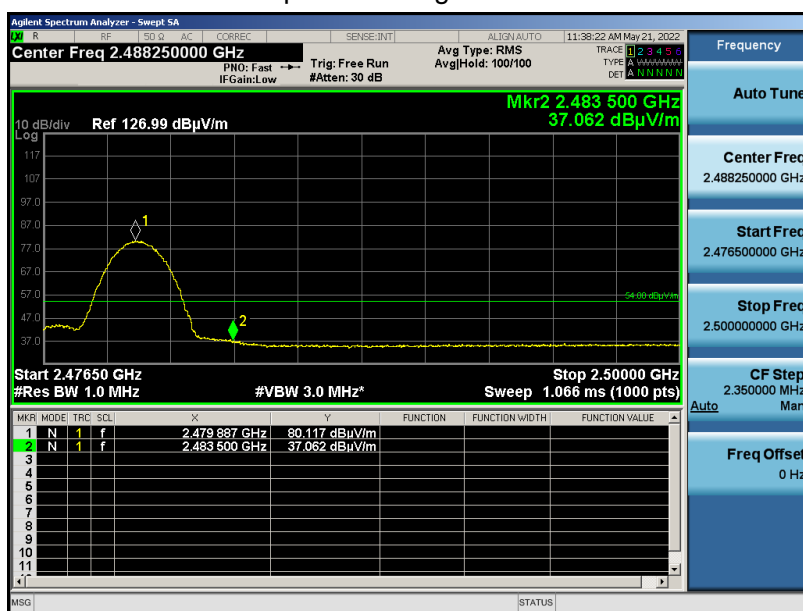 Agilent Spectrum Analyzer - Swept SA
LXI R RF 50 Ω AC CORREC SENSE:INT ALIGN AUTO 11:38:22 AM May 21, 2022
Center Freq 2.488250000 GHz
PNO: Fast
IFGain:Low
Trig: Free Run
#Atten: 30 dB
Avg Type: RMS
Avg|Hold: 100/100
TRACE 1 2 3 4 5 6
TYPE A
DET A N N N N N
Mkr2 2.483 500 GHz
37.062 dBµV/m
10 dB/div Ref 126.99 dBµV/m
Log
117
107
97.0
87.0
77.0
67.0
57.0
47.0
37.0
1
2
54.00 dBµV/m
Start 2.47650 GHz Stop 2.50000 GHz
#Res BW 1.0 MHz #VBW 3.0 MHz* Sweep 1.066 ms (1000 pts)
MKR MODE TRC SCL X Y FUNCTION FUNCTION WIDTH FUNCTION VALUE
1 N 1 f 2.479 887 GHz 80.117 dBµV/m
2 N 1 f 2.483 500 GHz 37.062 dBµV/m
3
4
5
6
7
8
9
10
11
MSG STATUS
Frequency
Auto Tune
Center Freq
2.488250000 GHz
Start Freq
2.476500000 GHz
Stop Freq
2.500000000 GHz
CF Step
2.350000 MHz
Auto Man
Freq Offset
0 Hz